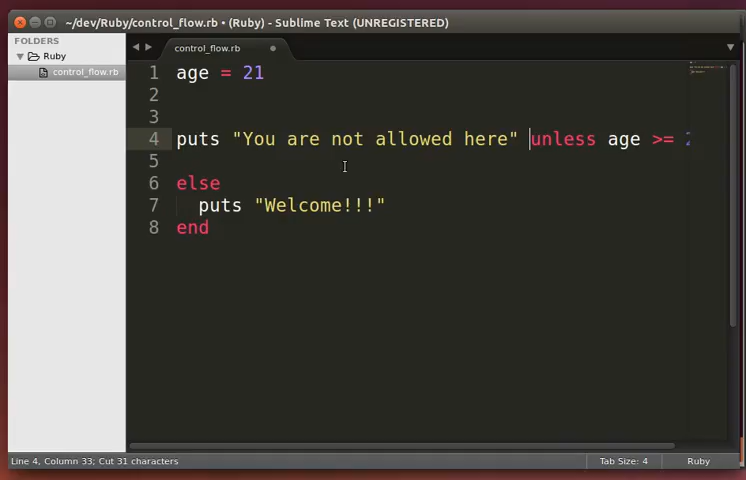 ~/dev/Ruby/control_flow.rb • (Ruby) - Sublime Text (UNREGISTERED)
FOLDERS
Ruby
control_flow.rb
control_flow.rb
1 age = 21
2
3
4 puts "You are not allowed here" unless age >= 2
5
6 else
7 puts "Welcome!!!"
8 end
Line 4, Column 33; Cut 31 characters
Tab Size: 4
Ruby